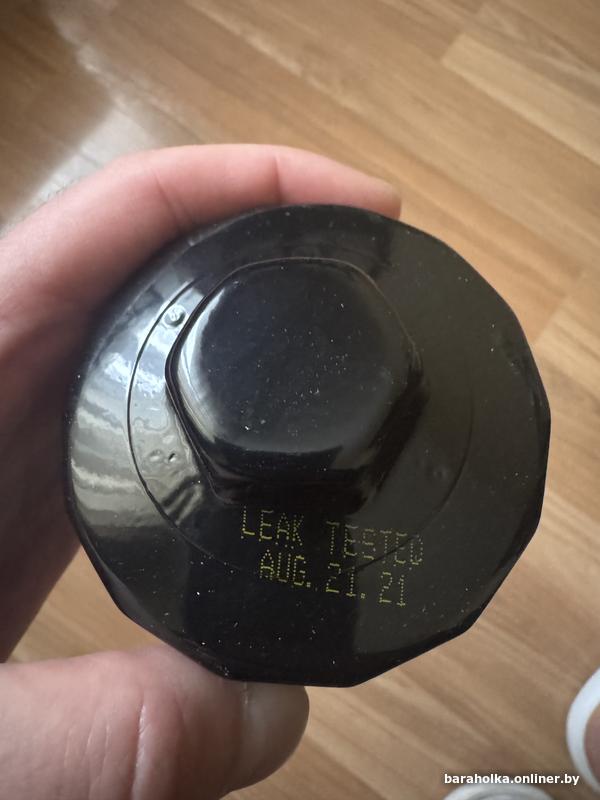 LEAK TESTED
AUG. 21. 21
baraholka.onliner.by